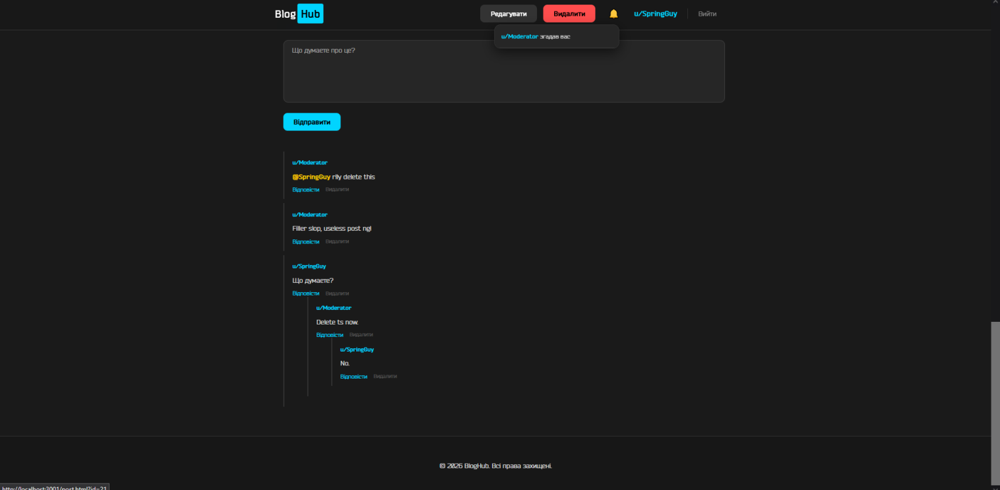 Blog Hub
Редагувати
Видалити
u/SpringGuy
Вийти
u/Moderator згадав вас
Що думаєте про це?
Відправити
u/Moderator
@SpringGuy rlly delete this
Відповісти Видалити
u/Moderator
Filler slop, useless post ngl
Відповісти Видалити
u/SpringGuy
Що думаєте?
Відповісти Видалити
u/Moderator
Delete ts now.
Відповісти Видалити
u/SpringGuy
No.
Відповісти Видалити
© 2026 BlogHub. Всі права захищені.
http://localhost:3001/post.html?id=21